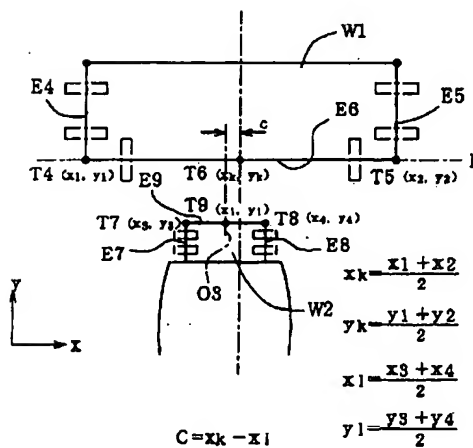 W1
E4
E5
C
E6
T4 (x1, y1)
T6 (xk, yk)
T5 (x2, y2)
E9
T9 (xl, yl)
T7 (x3, y3)
T8 (x4, y4)
E7
E8
O3
W2
y
x
xk=x1+x2/2
yk=y1+y2/2
xl=x3+x4/2
yl=y3+y4/2
C=xk-xl